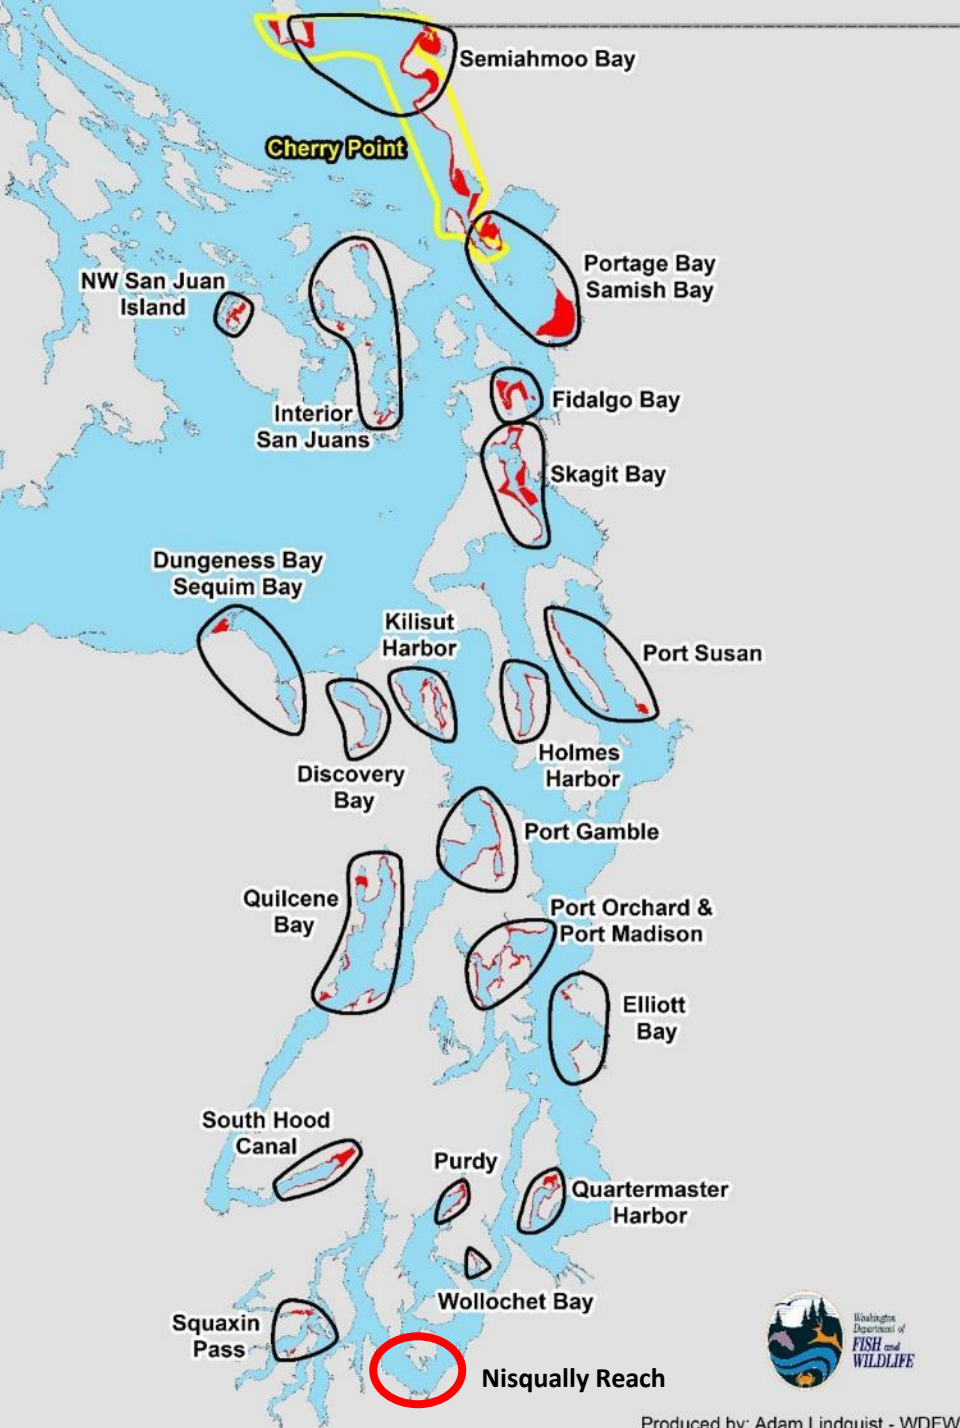 Semiahmoo Bay
Cherry Point
Portage Bay
Samish Bay
NW San Juan
Island
Fidalgo Bay
Interior
San Juans
Skagit Bay
Dungeness Bay
Sequim Bay
Kilisut
Harbor
Port Susan
Holmes
Harbor
Discovery
Bay
Port Gamble
Quilcene
Bay
Port Orchard &
Port Madison
Elliott
Bay
South Hood
Canal
Purdy
Quartermaster
Harbor
Wollochet Bay
Squaxin
Pass
Washington
Department of
FISH and
WILDLIFE
Nisqually Reach
Produced by: Adam Lindquist - WDFW